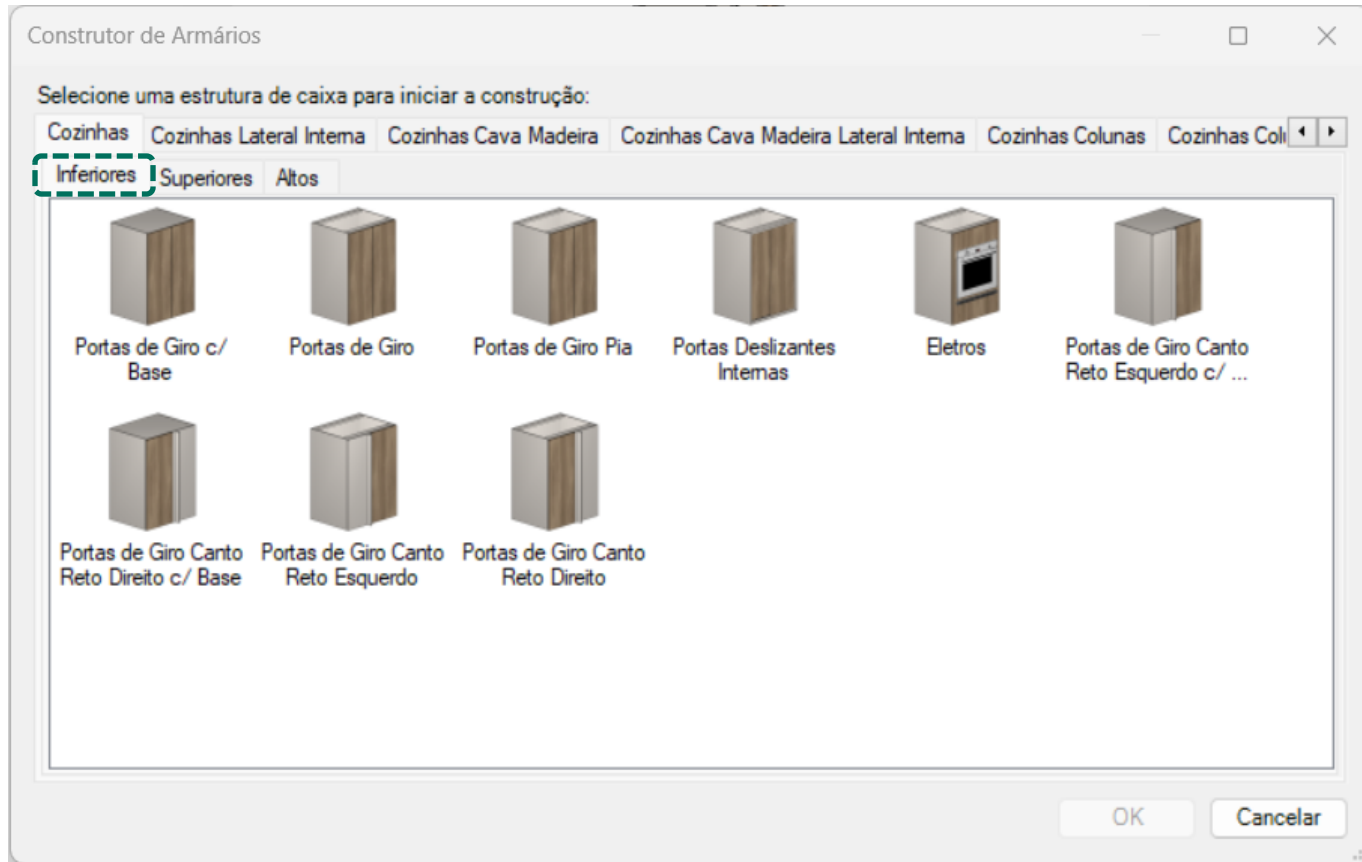 Construtor de Armários
Selecione uma estrutura de caixa para iniciar a construção:
Cozinhas Cozinhas Lateral Interna Cozinhas Cava Madeira Cozinhas Cava Madeira Lateral Interna Cozinhas Colunas Cozinhas Colu
Inferiores Superiores Altos
Portas de Giro c/
Base
Portas de Giro
Portas de Giro Pia
Portas Deslizantes
Internas
Eletros
Portas de Giro Canto
Reto Esquerdo c/ ...
Portas de Giro Canto
Reto Direito c/ Base
Portas de Giro Canto
Reto Esquerdo
Portas de Giro Canto
Reto Direito
OK Cancelar